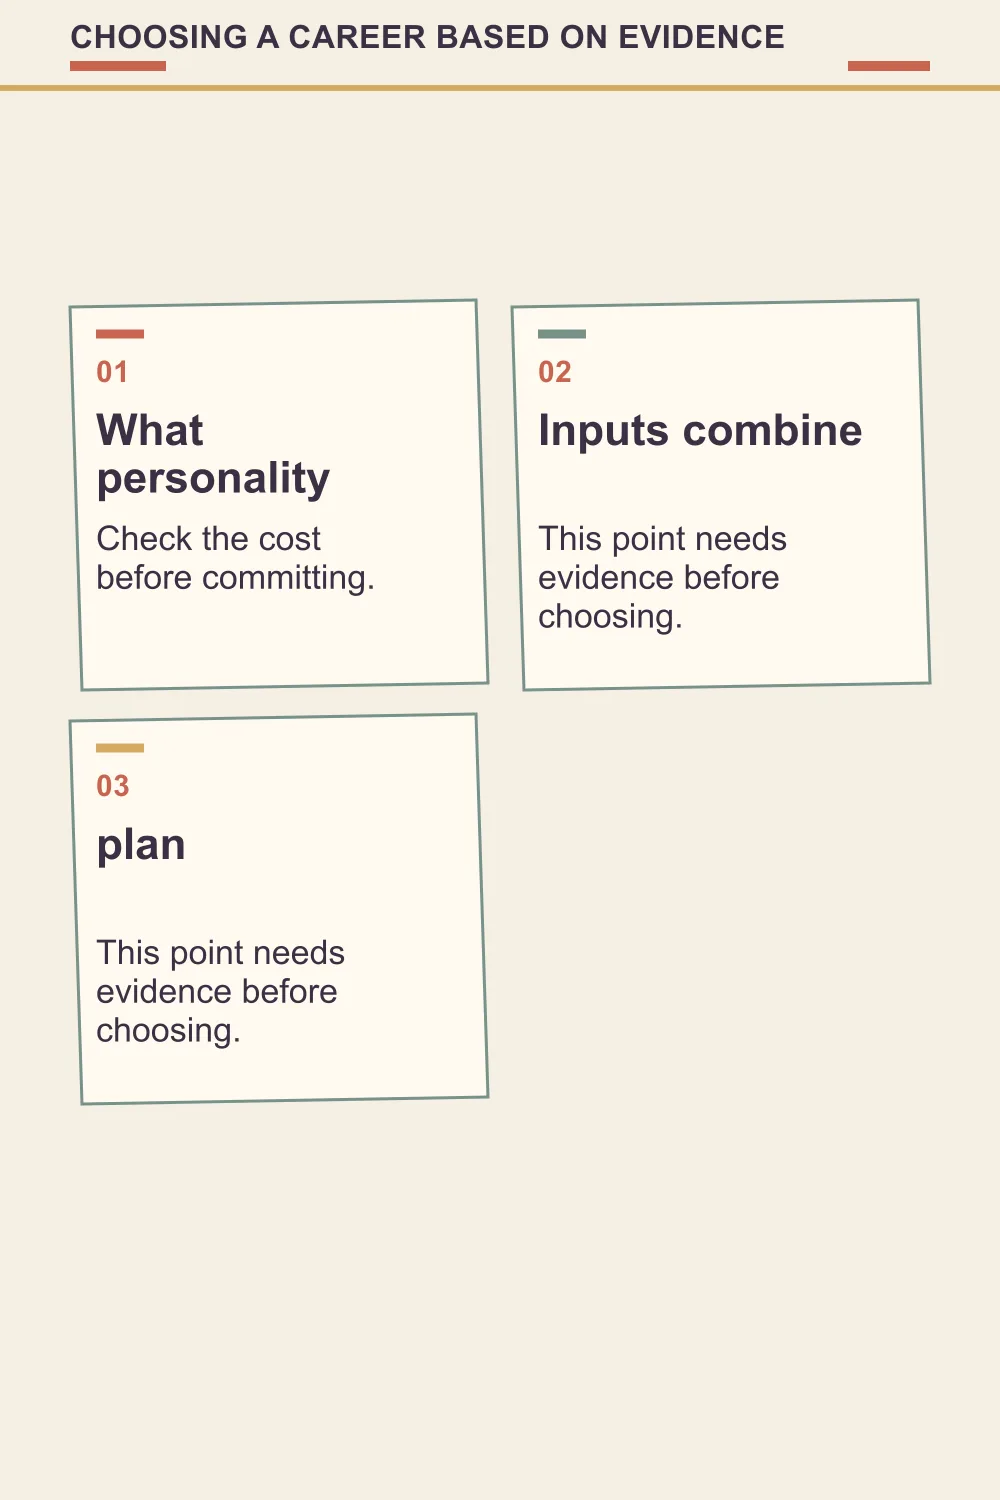 CHOOSING A CAREER BASED ON EVIDENCE
01
What
personality
Check the cost
before committing.
02
Inputs combine
This point needs
evidence before
choosing.
03
plan
This point needs
evidence before
choosing.